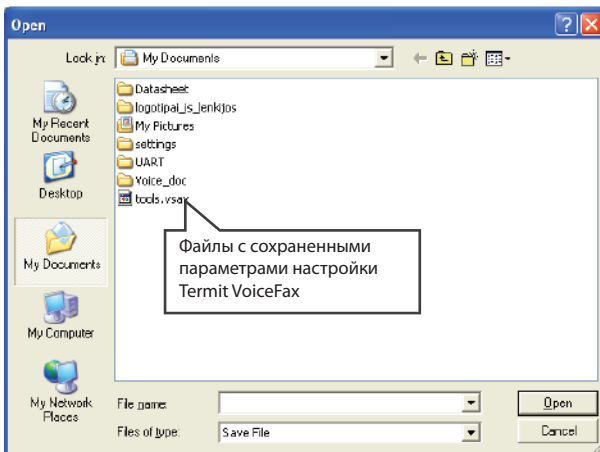 Open
Look in:
My Documents
Datasheet
logotipai_is_lenkijos
My Pictures
settings
UART
Voice_doc
tools.vsax
My Recent
Documents
Desktop
My Documents
My Computer
My Network
Places
Файлы с сохраненными
параметрами настройки
Termit VoiceFax
File name:
Open
Files of type:
Save File
Cancel